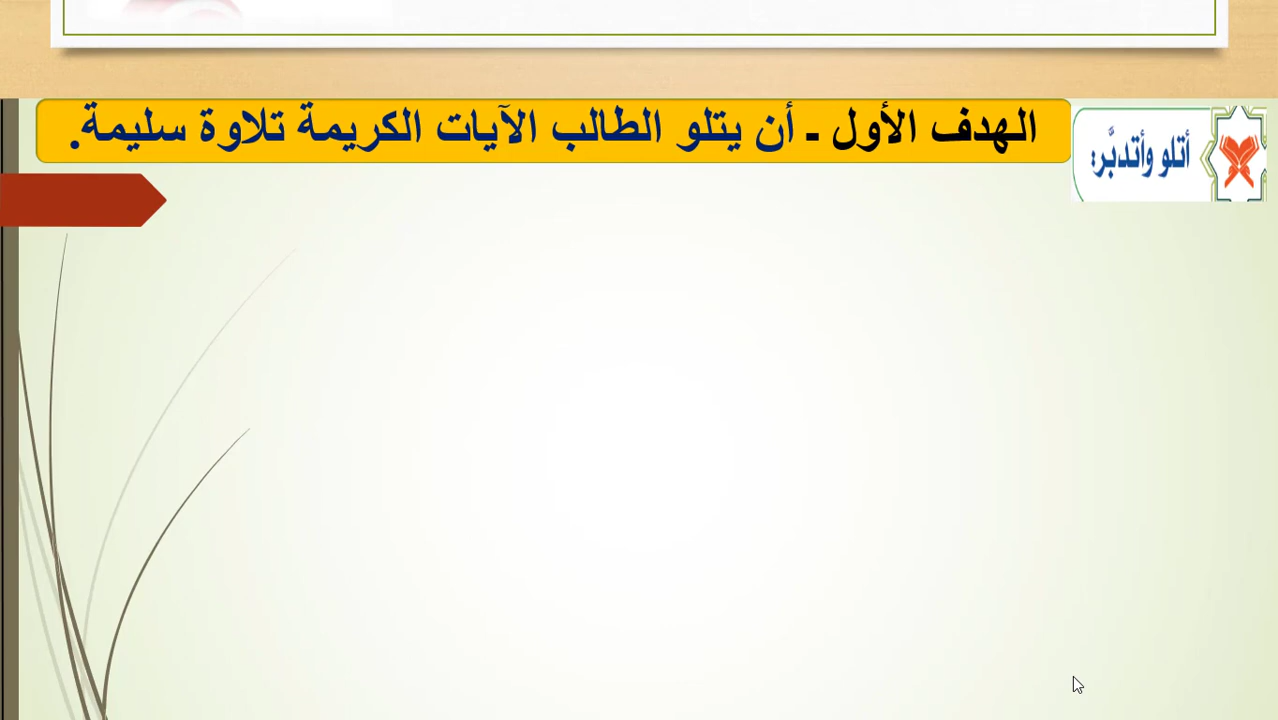 الهدف الأول ـ أن يتلو الطالب الآيات الكريمة تلاوة سليمة.
أتلو وأتدبَّر: